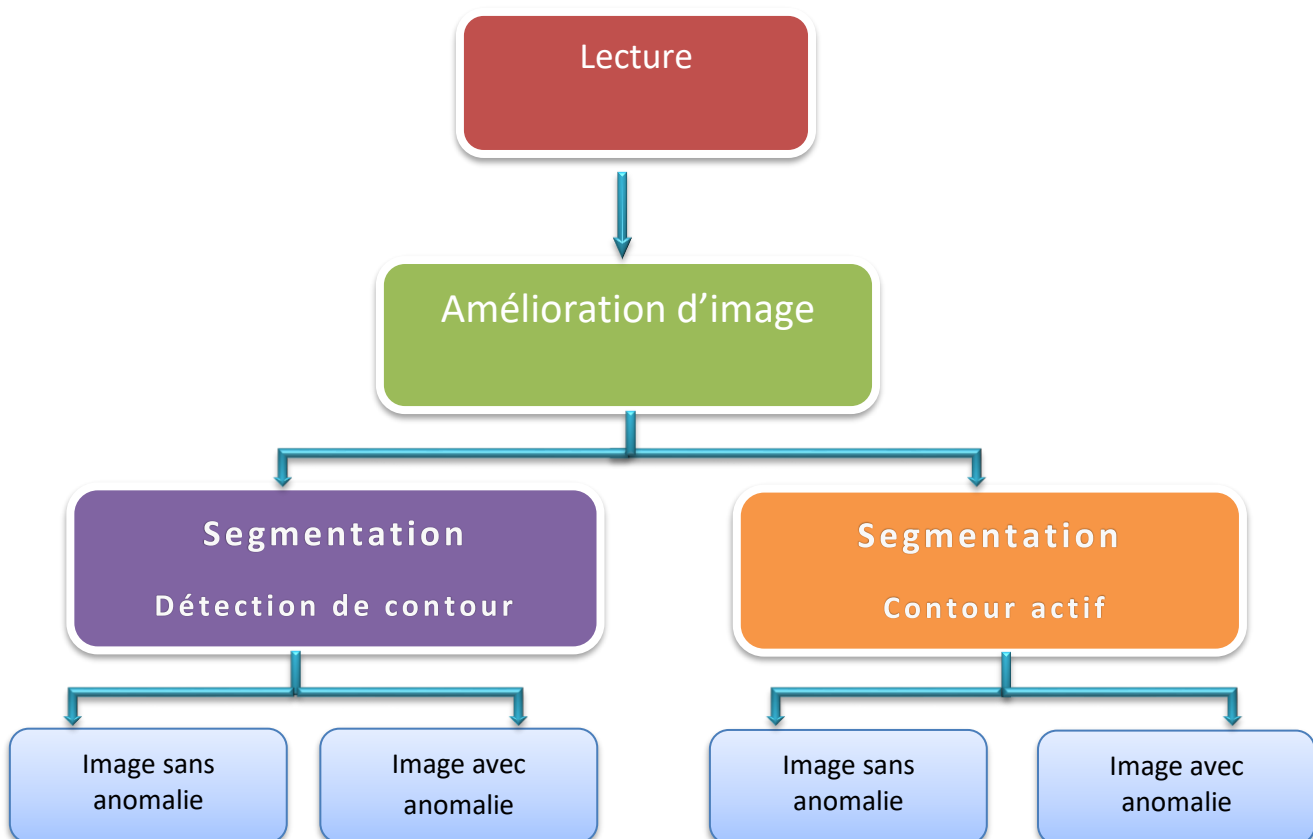 Lecture
Amélioration d’image
Segmentation
Détection de contour
Segmentation
Contour actif
Image sans
anomalie
Image avec
anomalie
Image sans
anomalie
Image avec
anomalie